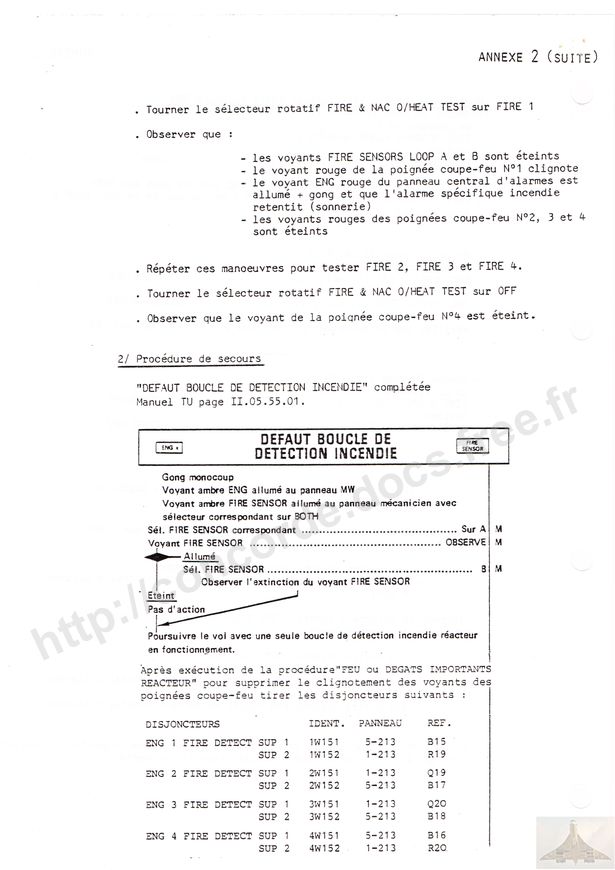 ANNEXE 2 (SUITE)
. Tourner le sélecteur rotatif FIRE & NAC O/HEAT TEST sur FIRE 1
. Observer que :
- les voyants FIRE SENSORS LOOP A et B sont éteints
- le voyant rouge de la poignée coupe-feu N°1 clignote
- le voyant ENG rouge du panneau central d'alarmes est
allumé + gong et que l'alarme spécifique incendie
retentit (sonnerie)
- les voyants rouges des poignées coupe-feu N°2, 3 et 4
sont éteints
. Répéter ces manoeuvres pour tester FIRE 2, FIRE 3 et FIRE 4.
. Tourner le sélecteur rotatif FIRE & NAC O/HEAT TEST sur OFF
. Observer que le voyant de la poignée coupe-feu N°4 est éteint.
2/ Procédure de secours
"DEFAUT BOUCLE DE DETECTION INCENDIE" complétée
Manuel TU page II.05.55.01.
ENG DEFAUT BOUCLE DE FIRE
DETECTION INCENDIE SENSOR
Gong monocoup
Voyant ambre ENG allumé au panneau MW
Voyant ambre FIRE SENSOR allumé au panneau mécanicien avec
sélecteur correspondant sur BOTH
Sél. FIRE SENSOR correspondant ........ Sur A M
Voyant FIRE SENSOR ........ OBSERVE M
Allumé
Sél. FIRE SENSOR ........ B M
Observer l'extinction du voyant FIRE SENSOR
Eteint
Pas d'action
Poursuivre le vol avec une seule boucle de détection incendie réacteur
en fonctionnement.
Après exécution de la procédure"FEU ou DEGATS IMPORTANTS
REACTEUR" pour supprimer le clignotement des voyants des
poignées coupe-feu tirer les disjoncteurs suivants :
DISJONCTEURS IDENT. PANNEAU REF.
ENG 1 FIRE DETECT SUP 1 1W151 5-213 B15
SUP 2 1W152 1-213 R19
ENG 2 FIRE DETECT SUP 1 2W151 1-213 Q19
SUP 2 2W152 5-213 B17
ENG 3 FIRE DETECT SUP 1 3W151 1-213 Q20
SUP 2 3W152 5-213 B18
ENG 4 FIRE DETECT SUP 1 4W151 5-213 B16
SUP 2 4W152 1-213 R20
http://concorde.docs.free.fr